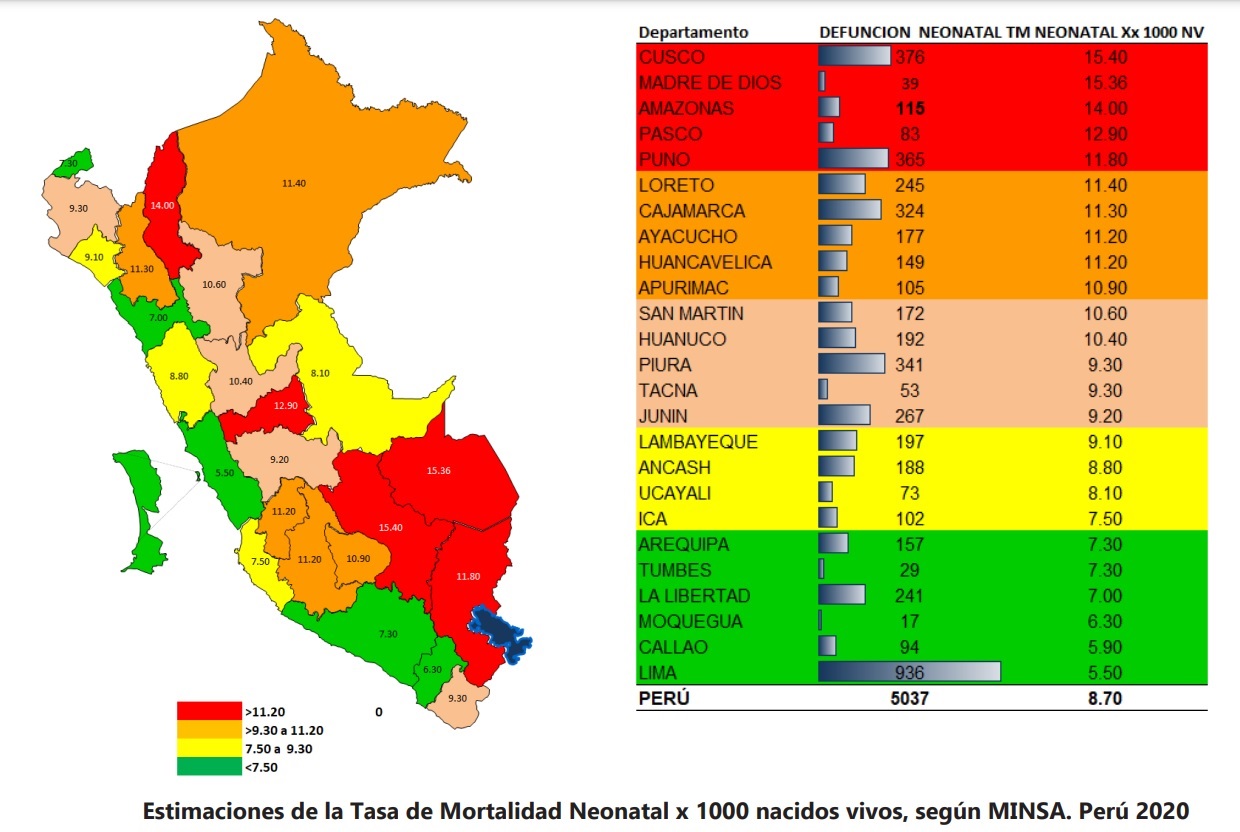 Departamento DEFUNCION NEONATAL TM NEONATAL Xx 1000 NV
CUSCO 376 15.40
MADRE DE DIOS 39 15.36
AMAZONAS 115 14.00
PASCO 83 12.90
PUNO 365 11.80
LORETO 245 11.40
CAJAMARCA 324 11.30
AYACUCHO 177 11.20
HUANCAVELICA 149 11.20
APURIMAC 105 10.90
SAN MARTIN 172 10.60
HUANUCO 192 10.40
PIURA 341 9.30
TACNA 53 9.30
JUNIN 267 9.20
LAMBAYEQUE 197 9.10
ANCASH 188 8.80
UCAYALI 73 8.10
ICA 102 7.50
AREQUIPA 157 7.30
TUMBES 29 7.30
LA LIBERTAD 241 7.00
MOQUEGUA 17 6.30
CALLAO 94 5.90
LIMA 936 5.50
PERÚ 5037 8.70
7.30
11.40
9.30
14.00
9.10
11.30
10.60
7.00
8.80
10.40
8.10
12.90
9.20
5.50
15.36
11.20
15.40
7.50
11.20
10.90
11.80
7.30
6.30
9.30
0
>11.20
>9.30 a 11.20
7.50 a 9.30
<7.50
Estimaciones de la Tasa de Mortalidad Neonatal x 1000 nacidos vivos, según MINSA. Perú 2020